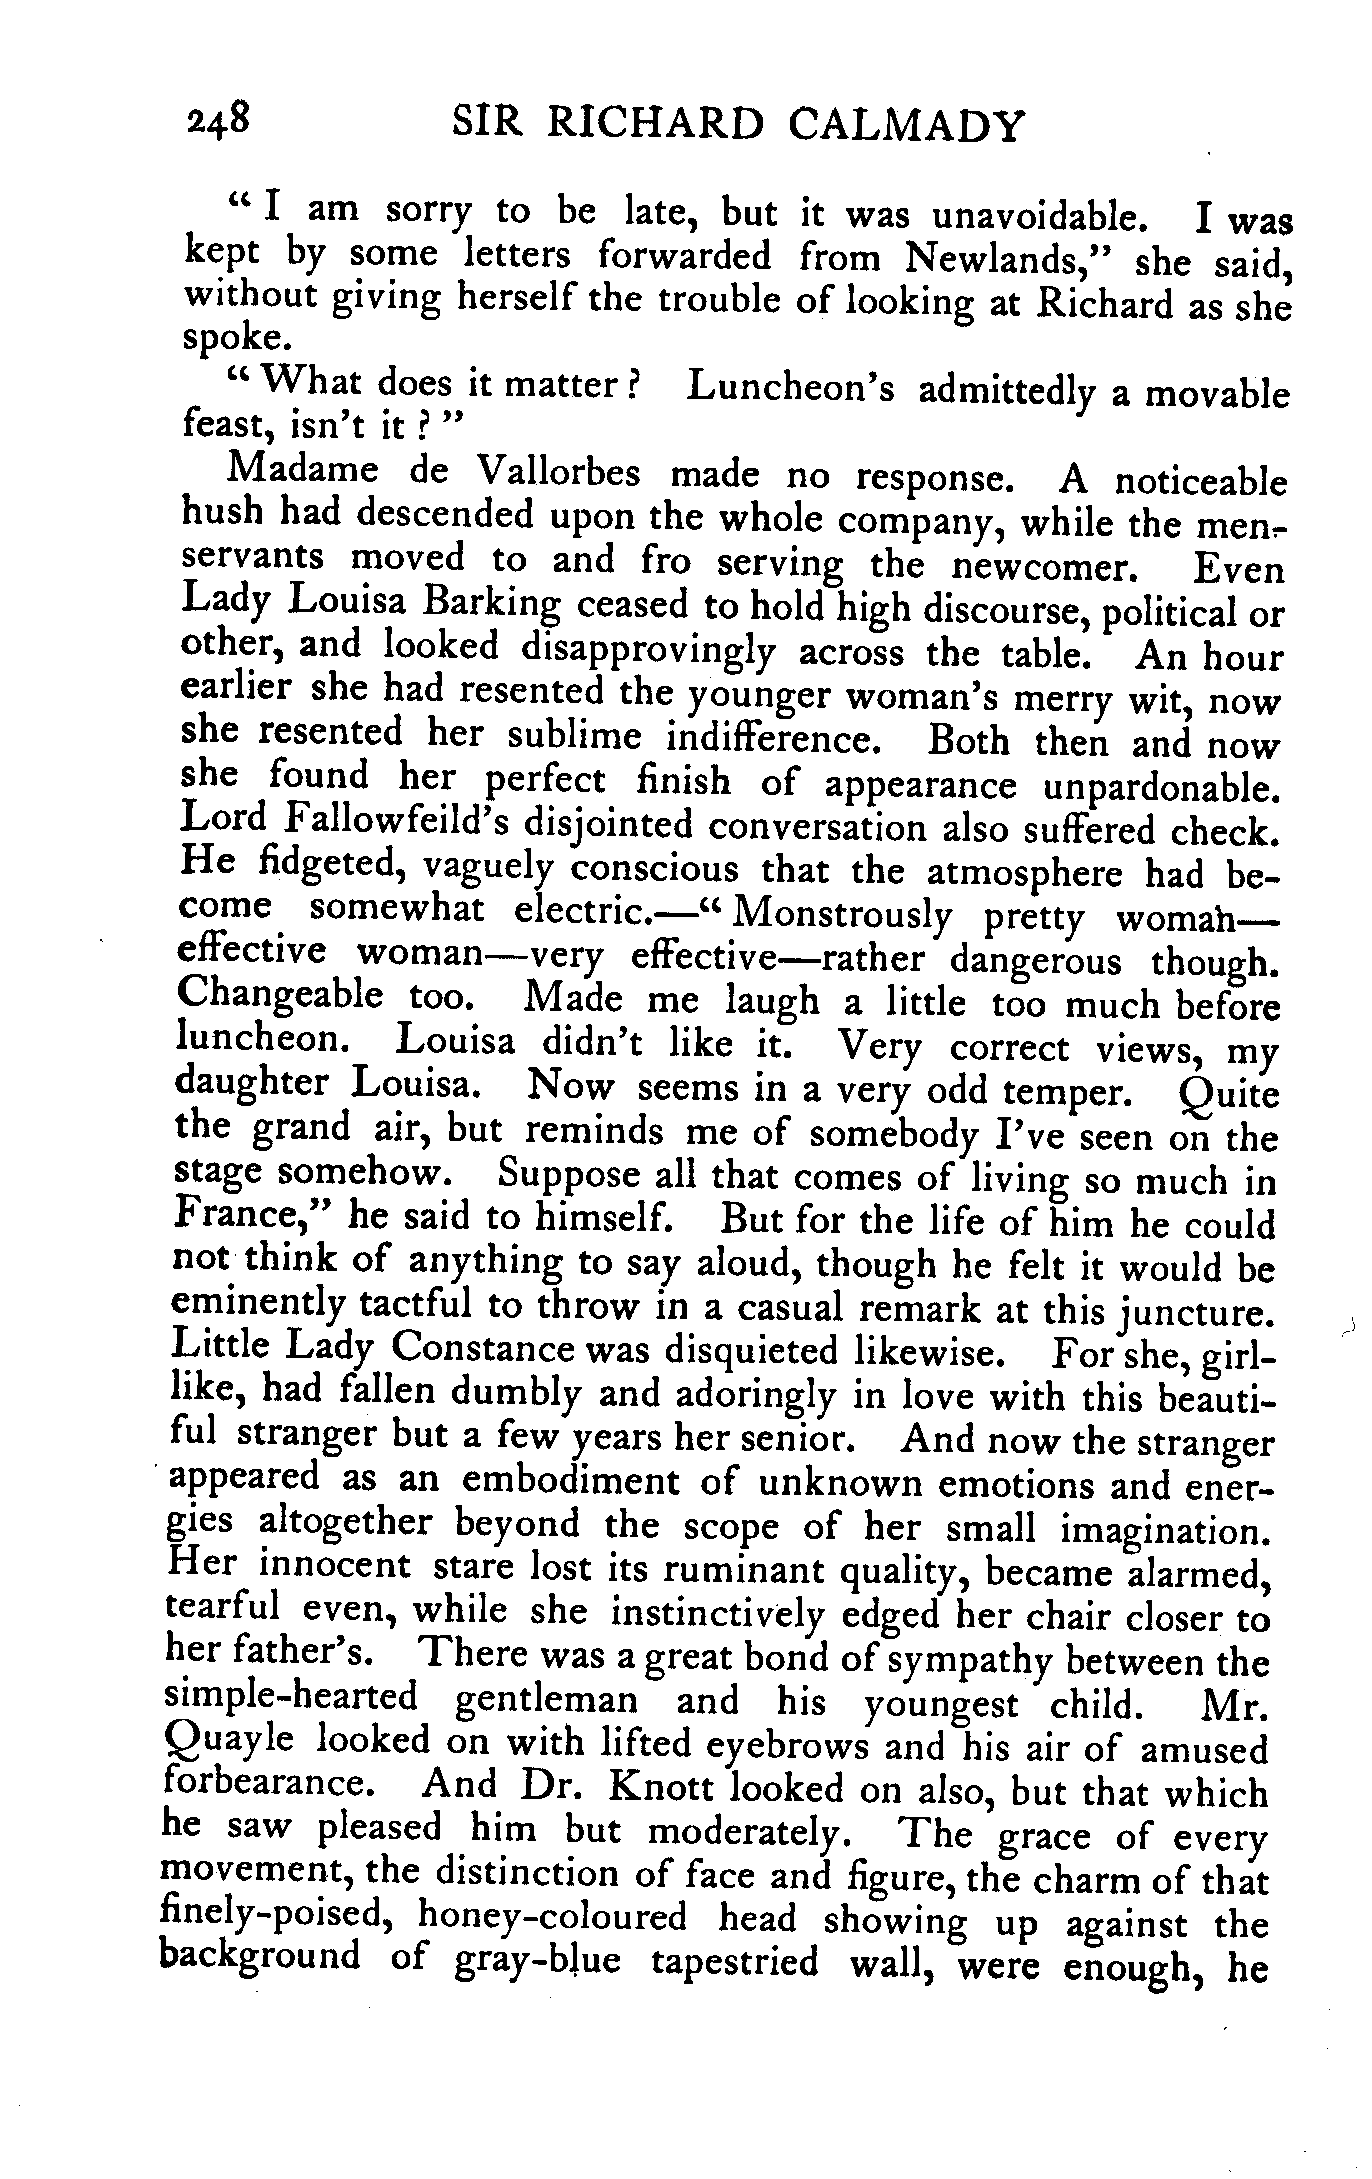 248 SIR RICHARD CALMADY
“ I am sorry to be late, but it was unavoidable. I was
kept by some letters forwarded from Newlands,” she said,
without giving herself the trouble of looking at Richard as she
spoke.
“ What does it matter ? Luncheon’s admittedly a movable
feast, isn’t it ? ”
Madame de Vallorbes made no response. A noticeable
hush had descended upon the whole company, while the men-
servants moved to and fro serving the newcomer. Even
Lady Louisa Barking ceased to hold high discourse, political or
other, and looked disapprovingly across the table. An hour
earlier she had resented the younger woman’s merry wit, now
she resented her sublime indifference. Both then and now
she found her perfect finish of appearance unpardonable.
Lord Fallowfeild’s disjointed conversation also suffered check.
He fidgeted, vaguely conscious that the atmosphere had be-
come somewhat electric.—“ Monstrously pretty woman—
effective woman—very effective—rather dangerous though.
Changeable too. Made me laugh a little too much before
luncheon. Louisa didn’t like it. Very correct views, my
daughter Louisa. Now seems in a very odd temper. Quite
the grand air, but reminds me of somebody I’ve seen on the
stage somehow. Suppose all that comes of living so much in
France,” he said to himself. But for the life of him he could
not think of anything to say aloud, though he felt it would be
eminently tactful to throw in a casual remark at this juncture.
Little Lady Constance was disquieted likewise. For she, girl-
like, had fallen dumbly and adoringly in love with this beauti-
ful stranger but a few years her senior. And now the stranger
appeared as an embodiment of unknown emotions and ener-
gies altogether beyond the scope of her small imagination.
Her innocent stare lost its ruminant quality, became alarmed,
tearful even, while she instinctively edged her chair closer to
her father’s. There was a great bond of sympathy between the
simple-hearted gentleman and his youngest child. Mr.
Quayle looked on with lifted eyebrows and his air of amused
forbearance. And Dr. Knott looked on also, but that which
he saw pleased him but moderately. The grace of every
movement, the distinction of face and figure, the charm of that
finely-poised, honey-coloured head showing up against the
background of gray-blue tapestried wall, were enough, he